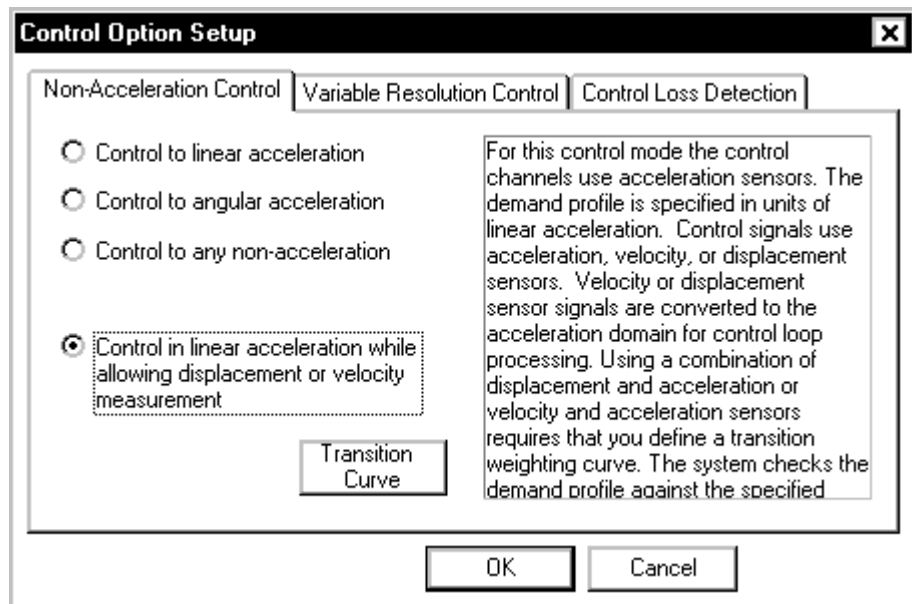 Control Option Setup
Non-Acceleration Control
Variable Resolution Control
Control Loss Detection
Control to linear acceleration
Control to angular acceleration
Control to any non-acceleration
Control in linear acceleration while
allowing displacement or velocity
measurement
Transition
Curve
For this control mode the control
channels use acceleration sensors. The
demand profile is specified in units of
linear acceleration.  Control signals use
acceleration, velocity, or displacement
sensors.  Velocity or displacement
sensor signals are converted to the
acceleration domain for control loop
processing. Using a combination of
displacement and acceleration or
velocity and acceleration sensors
requires that you define a transition
weighting curve. The system checks the
demand profile against the specified
OK
Cancel